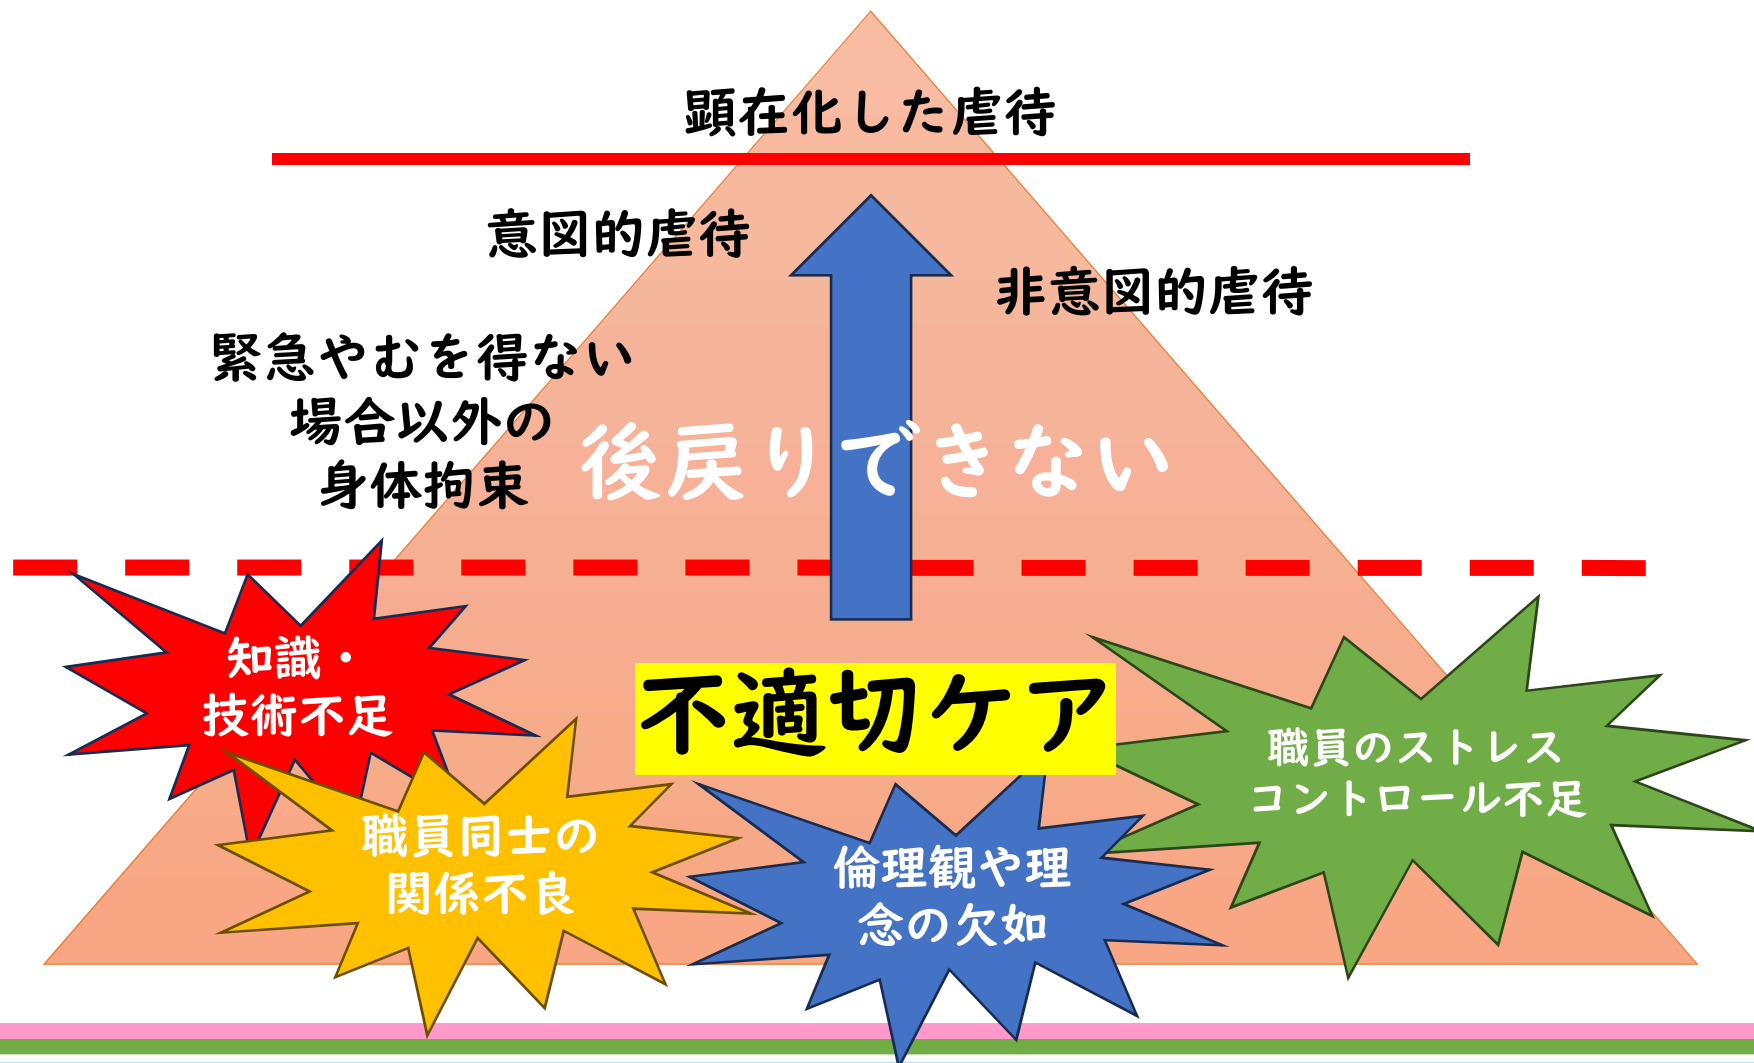 顕在化した虐待
意図的虐待
非意図的虐待
緊急やむを得ない
場合以外の
身体拘束
後戻りできない
知識・
技術不足
不適切ケア
職員のストレス
コントロール不足
職員同士の
関係不良
倫理観や理
念の欠如